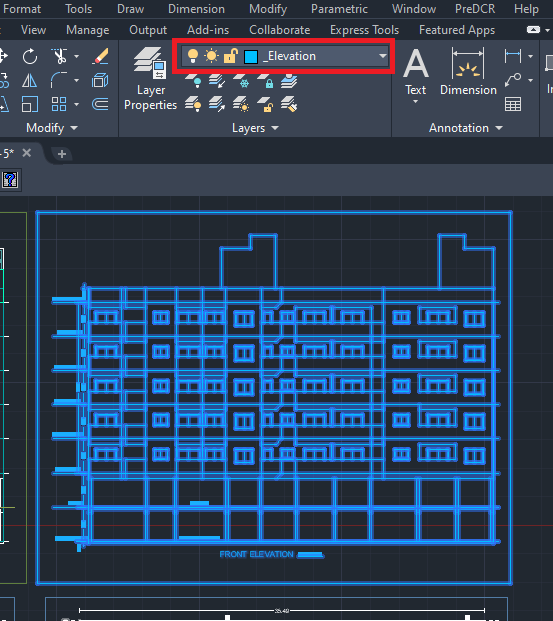 Format Tools Draw Dimension Modify Parametric Window PreDCR Help
View Manage Output Add-ins Collaborate Express Tools Featured Apps
_Elevation
Layer Properties
A
Text
Dimension
Modify
Layers
Annotation
-5*
FRONT ELEVATION